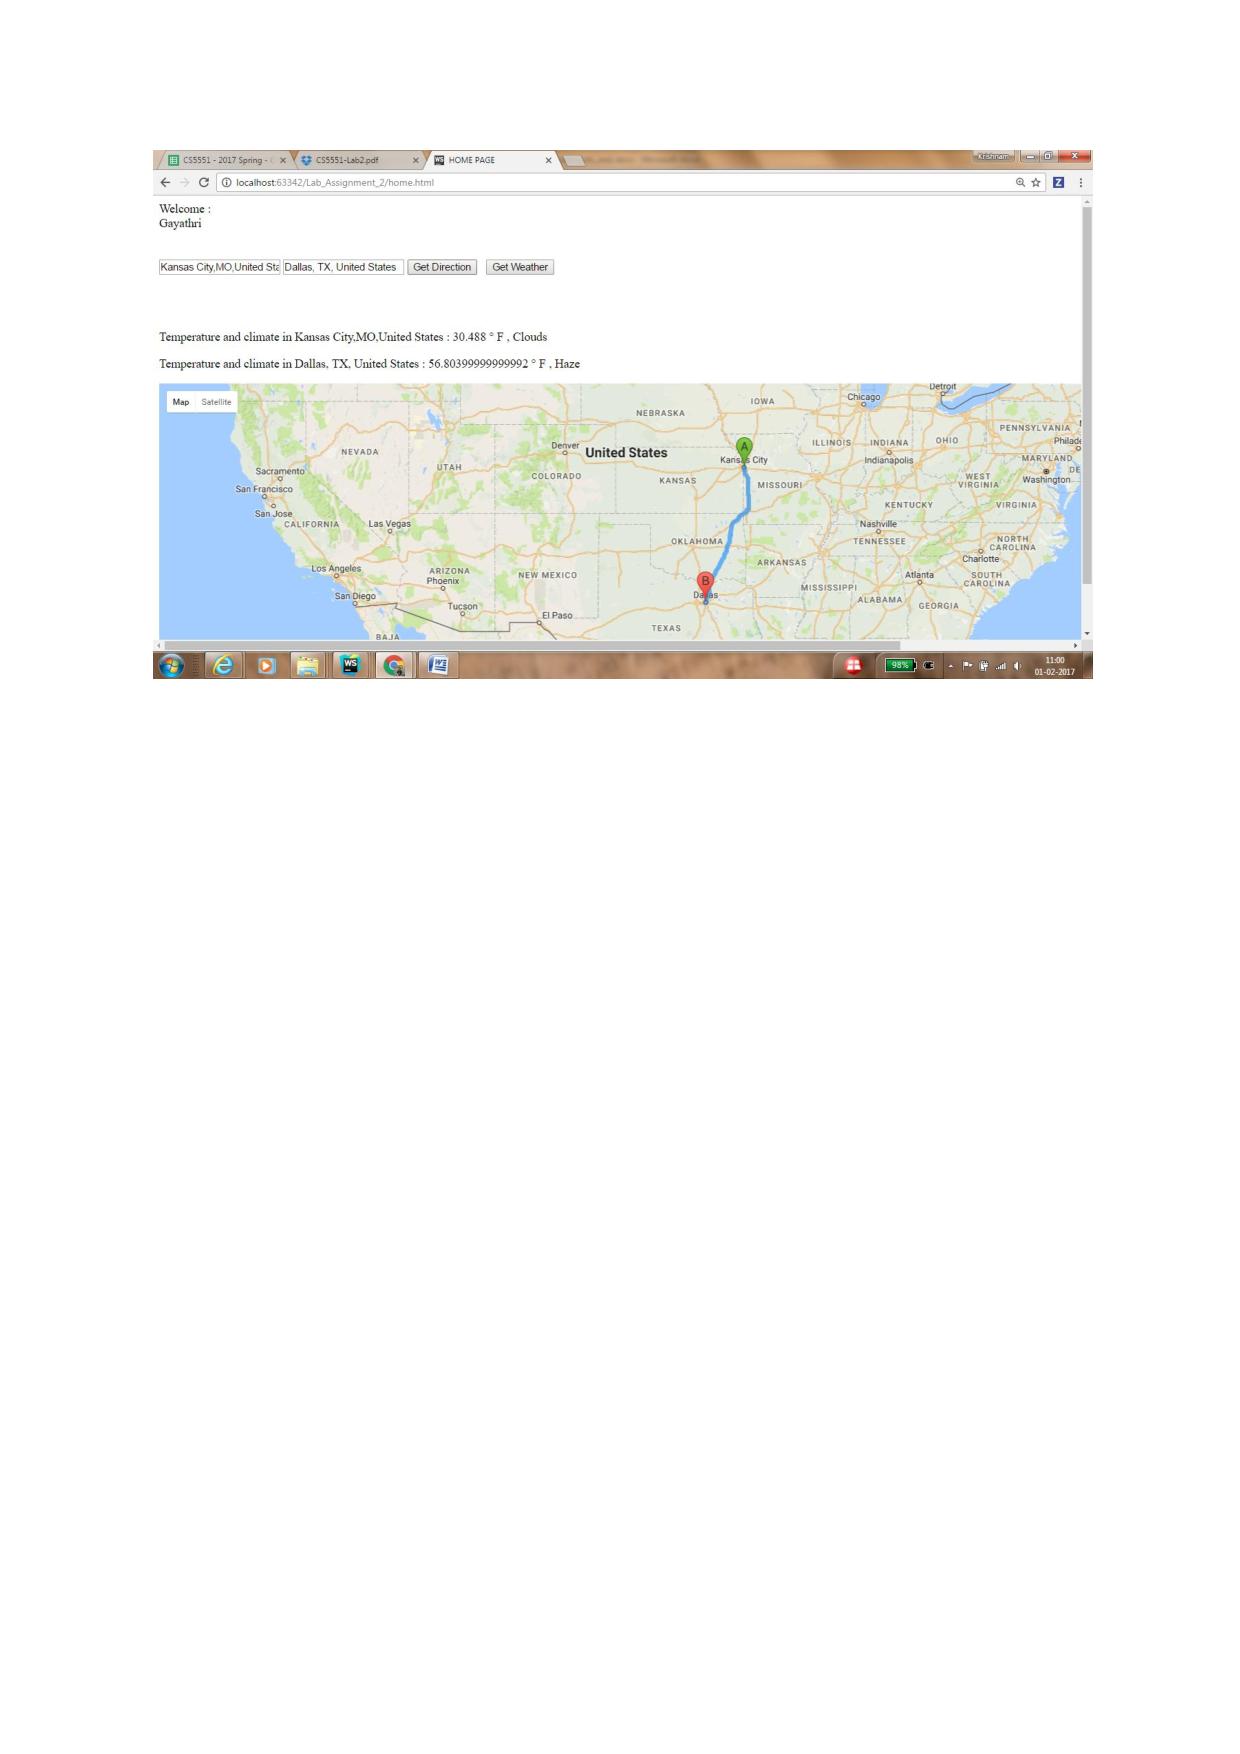 CS5551 - 2017 Spring -
CS5551-Lab2.pdf
HOME PAGE
Krishnam
localhost:63342/Lab_Assignment_2/home.html
Welcome :
Gayathri
Kansas City,MO,United Sta
Dallas, TX, United States
Get Direction
Get Weather
Temperature and climate in Kansas City,MO,United States : 30.488 ° F , Clouds
Temperature and climate in Dallas, TX, United States : 56.80399999999992 ° F , Haze
Map
Satellite
Detroit
Chicago
IOWA
NEBRASKA
PENNSYLVANIA
Philade
ILLINOIS
INDIANA
OHIO
Denver
United States
A
Kansas City
Indianapolis
MARYLAND
DE
NEVADA
UTAH
COLORADO
KANSAS
MISSOURI
WEST
VIRGINIA
Washington
Sacramento
San Francisco
San Jose
CALIFORNIA
Las Vegas
KENTUCKY
VIRGINIA
Nashville
TENNESSEE
NORTH
CAROLINA
Charlotte
OKLAHOMA
ARKANSAS
Los Angeles
ARIZONA
Phoenix
NEW MEXICO
B
Dallas
MISSISSIPPI
Atlanta
SOUTH
CAROLINA
San Diego
Tucson
El Paso
ALABAMA
GEORGIA
TEXAS
BAJA
WS
98%
11:00
01-02-2017